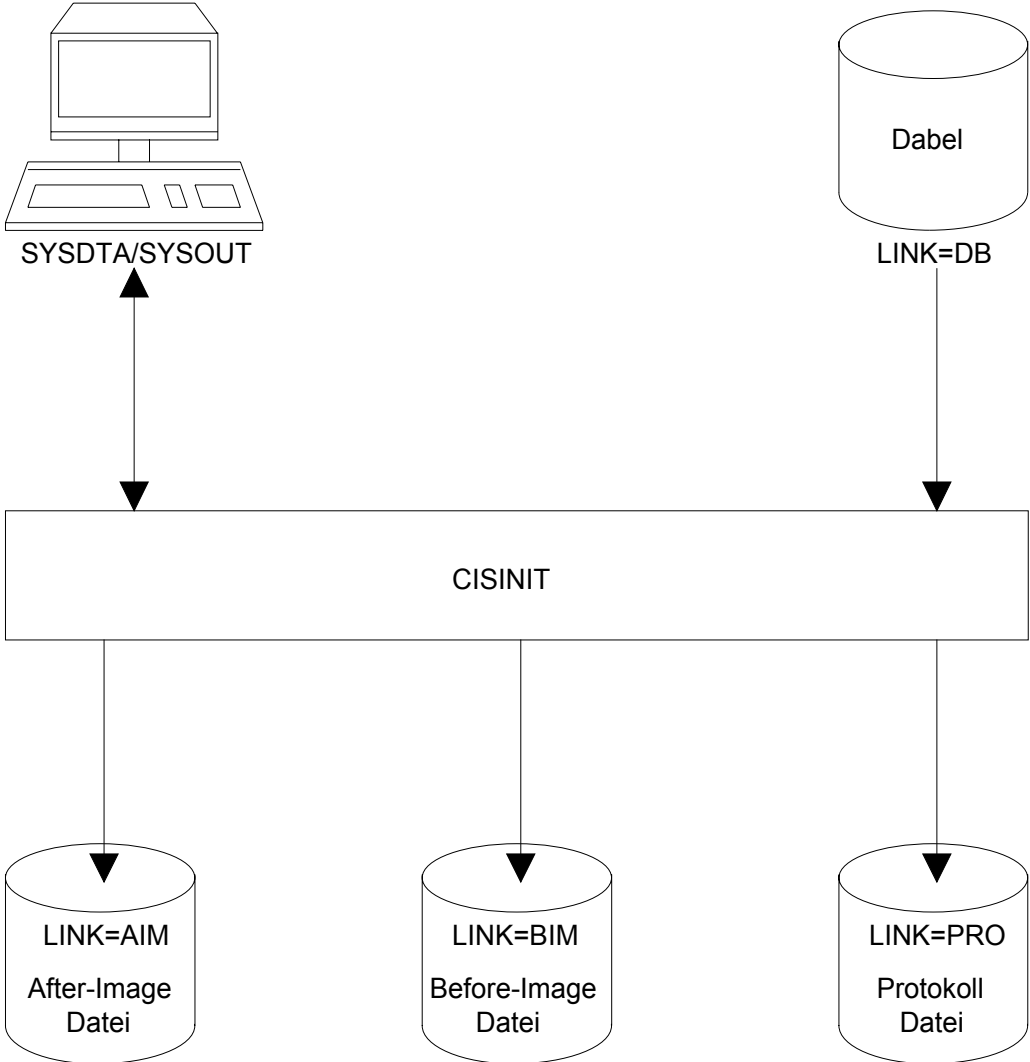 Dabel
SYSDTA/SYSOUT
LINK=DB
CISINIT
LINK=AIM
After-Image
Datei
LINK=BIM
Before-Image
Datei
LINK=PRO
Protokoll
Datei